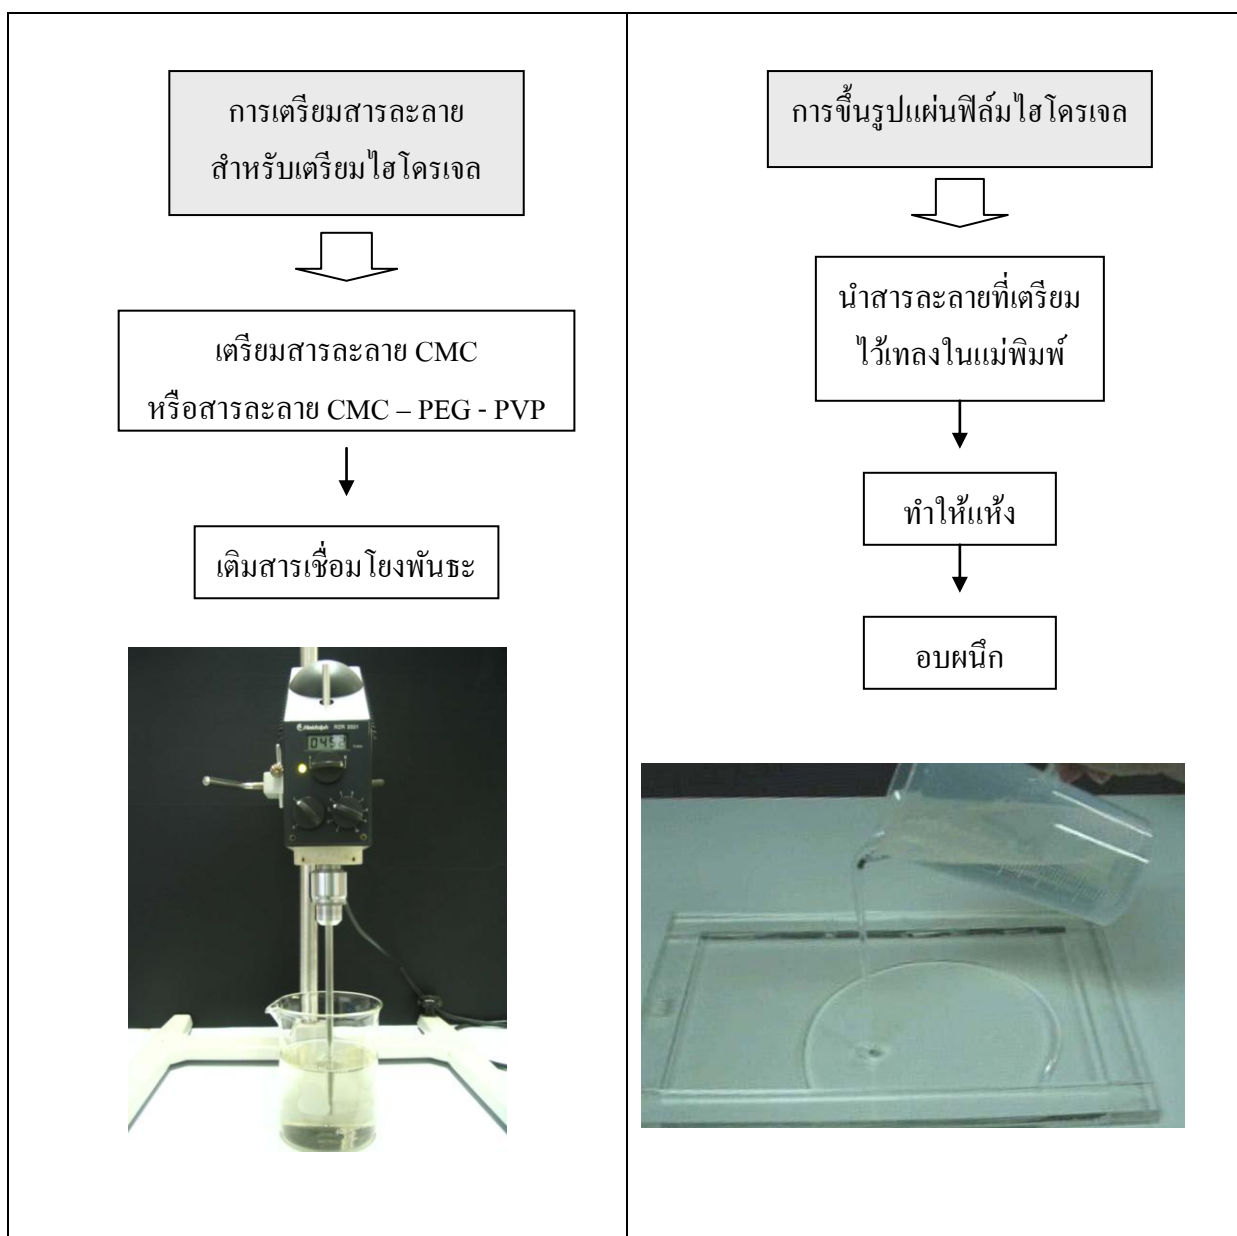 การเตรียมสารละลาย
สำหรับเตรียมไฮโดรเจล
เตรียมสารละลาย CMC
หรือสารละลาย CMC – PEG - PVP
เติมสารเชื่อมโยงพันธะ
การขึ้นรูปแผ่นฟิล์มไฮโดรเจล
นำสารละลายที่เตรียม
ไว้เทลงในแม่พิมพ์
ทำให้แห้ง
อบผนึก